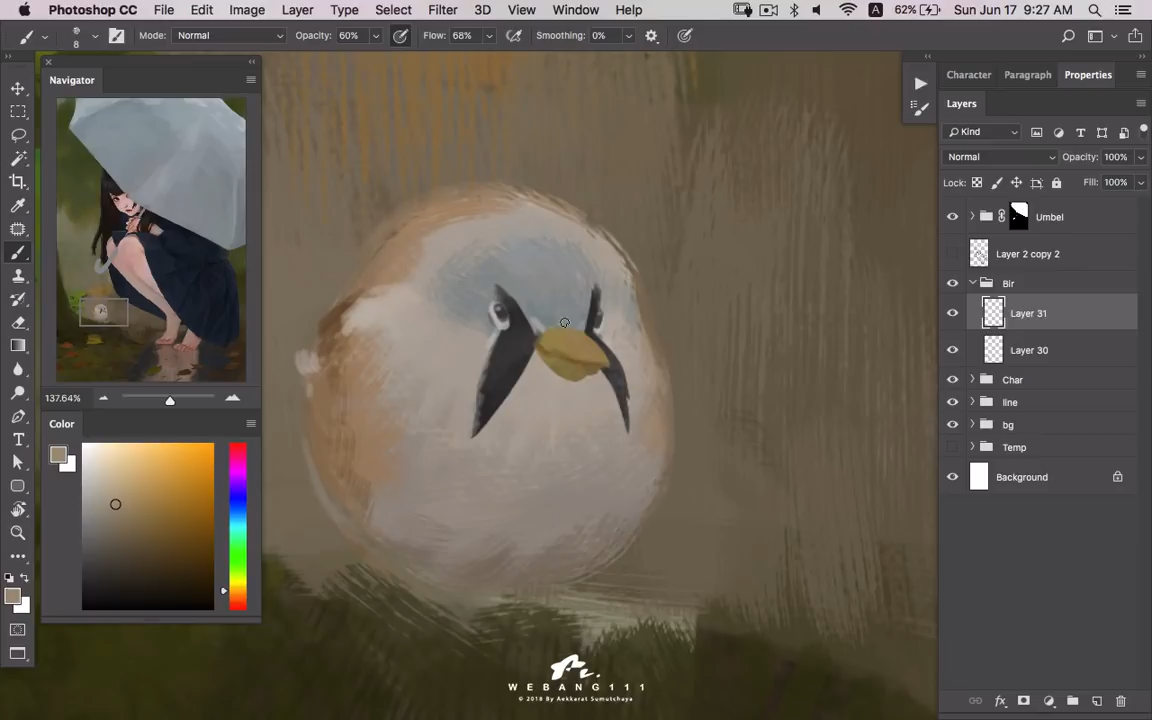 Photoshop CC File Edit Image Layer Type Select Filter 3D View Window Help 62% Sun Jun 17 9:27 AM
8 Mode: Normal Opacity: 60% Flow: 68% Smoothing: 0%
Navigator
137.64%
Color
Character Paragraph Properties
Layers
Kind
Normal Opacity: 100%
Lock: Fill: 100%
Umbel
Layer 2 copy 2
Bir
Layer 31
Layer 30
Char
line
bg
Temp
Background
WEBANG111
© 2018 By Aekkarat Sumutchaya